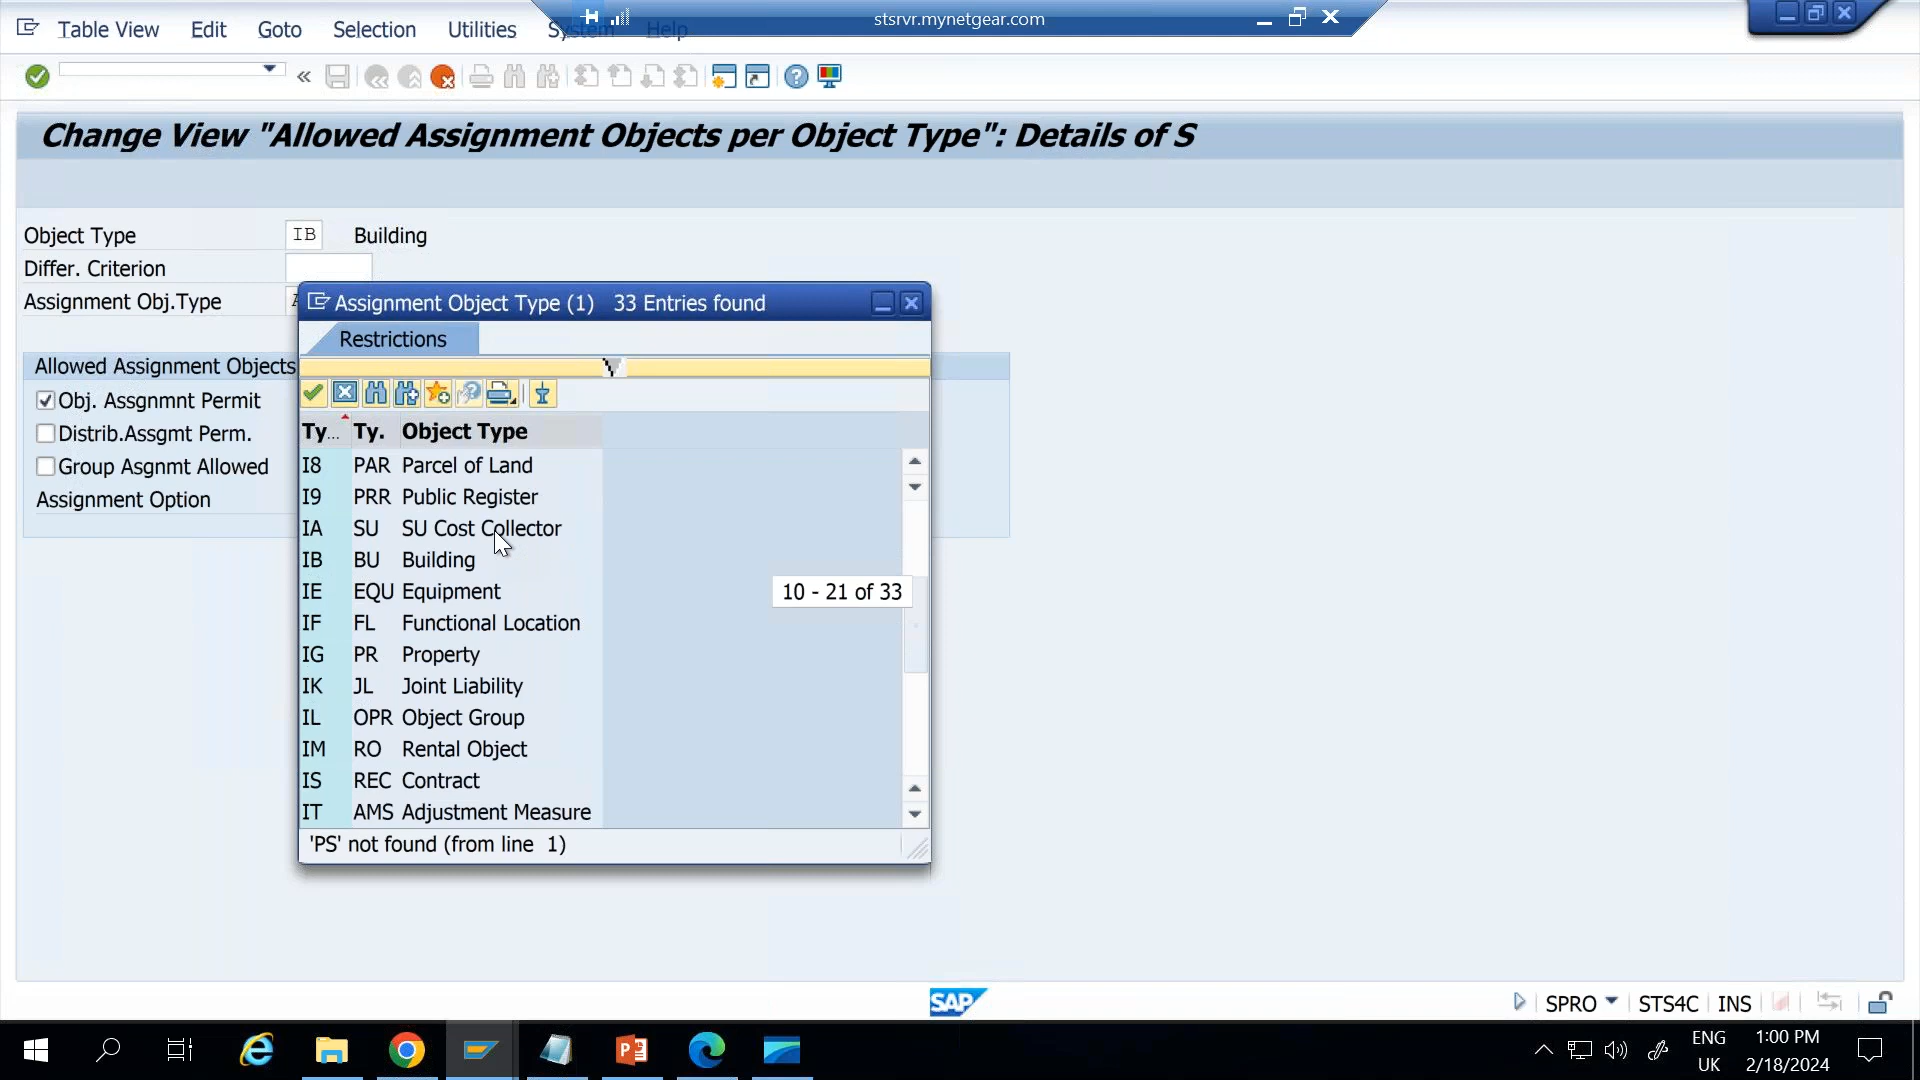 stsrvr.mynetgear.com
Table View Edit Goto Selection Utilities System Help
Change View "Allowed Assignment Objects per Object Type": Details of S
Object Type IB Building
Differ. Criterion
Assignment Obj.Type
Assignment Object Type (1) 33 Entries found
Restrictions
Allowed Assignment Objects
Obj. Assgnmnt Permit
Distrib.Assgmt Perm.
Group Asgnmt Allowed
Assignment Option
Ty... Ty. Object Type
I8 PAR Parcel of Land
I9 PRR Public Register
IA SU SU Cost Collector
IB BU Building
IE EQU Equipment
10 - 21 of 33
IF FL Functional Location
IG PR Property
IK JL Joint Liability
IL OPR Object Group
IM RO Rental Object
IS REC Contract
IT AMS Adjustment Measure
'PS' not found (from line 1)
SAP
SPRO STS4C INS
ENG
UK
1:00 PM
2/18/2024